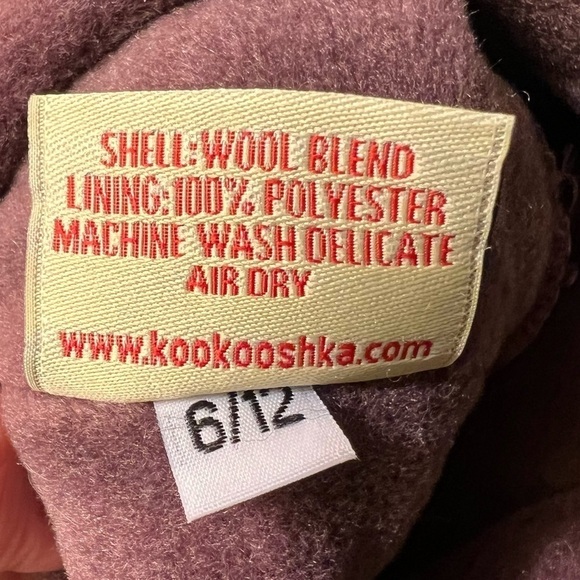 SHELL:WOOL BLEND
LINING:100% POLYESTER
MACHINE WASH DELICATE
AIR DRY
www.kookooshka.com
6/12